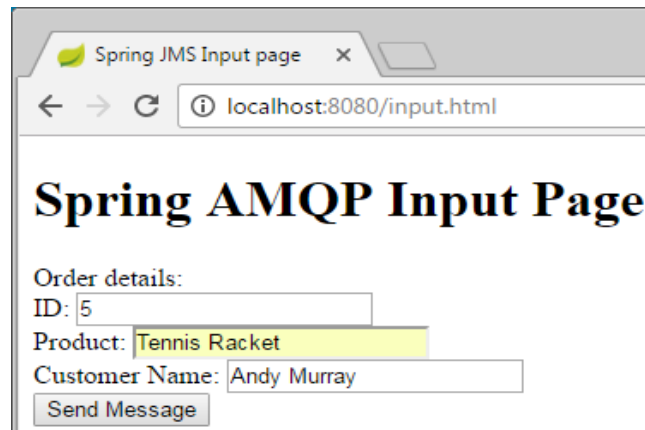 Spring JMS Input page
localhost:8080/input.html
Spring AMQP Input Page
Order details:
ID: 5
Product: Tennis Racket
Customer Name: Andy Murray
Send Message